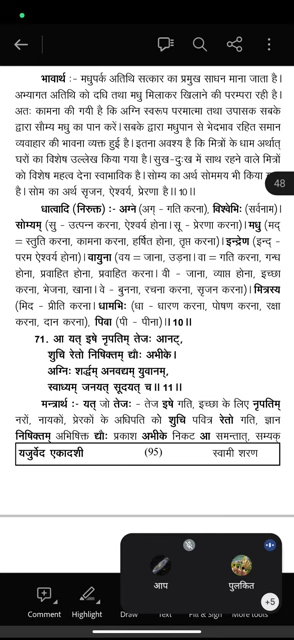 भावार्थ :- मधुपर्क अतिथि सत्कार का प्रमुख साधन माना जाता है।
अभ्यागत अतिथि को दधि तथा मधु मिलाकर खिलाने की परम्परा रही है।
अतः कामना की गयी है कि अग्नि स्वरूप परमात्मा तथा उपासक सबके
द्वारा सौम्य मधु का पान करें। सबके द्वारा मधुपान से भेदभाव रहित समान
व्यवहार की भावना व्यक्त हुई है। इतना अवश्य है कि मित्रों के धाम अर्थात्
घरों का विशेष उल्लेख किया गया है। सुख-दुःख में साथ रहने वाले मित्रों
को विशेष महत्व देना स्वाभाविक है। सोम्य का अर्थ सोममय भी किया
48
है। सोम का अर्थ सृजन, ऐश्वर्य, प्रेरणा है।। 10 ।।
धात्वादि (निरुक्त) :- अग्ने (अग् - गति करना), विश्वेभिः (सर्वनाम)।
सोम्यम् (सु - उत्पन्न करना, ऐश्वर्य होना। सू - प्रेरणा करना)। मधु (मद्
= स्तुति करना, कामना करना, हर्षित होना, तृप्त करना)। इन्द्रेण (इन्द् -
परम ऐश्वर्य होना)। वायुना (वय = जाना, उड़ना। वा = गति करना, गन्ध
होना, प्रवाहित होना, प्रवाहित करना। वी - जाना, व्याप्त होना, इच्छा
करना, भेजना, खाना। वे - बुनना, रचना करना, सृजन करना)। मित्रस्य
(मिद - प्रीति करना)। धामभिः (धा - धारण करना, पोषण करना, रक्षा
करना, दान करना), पिवा (पी - पीना)।। 10 ।।
71. आ यत् इषे नृपतिम् तेजः आनट्,
शुचि रेतो निषिक्तम् द्यौः अभीके।
अग्निः शर्द्धम् अनवद्यम् युवानम्,
स्वाध्यम् जनयत् सूदयत् च।। 11 ।।
मन्त्रार्थ :- यत् जो तेजः - तेज इषे गति, इच्छा के लिए नृपतिम्
नरों, नायकों, प्रेरकों के अधिपति को शुचि पवित्र रेतो गति, ज्ञान
निषिक्तम् अभिषिक्त द्यौः प्रकाश अभीके निकट आ समन्तात्, सम्यक्
यजुर्वेद एकादशी (95) स्वामी शरण
आप पुलकित
+5
Comment Highlight Draw Text Fill & Sign More tools